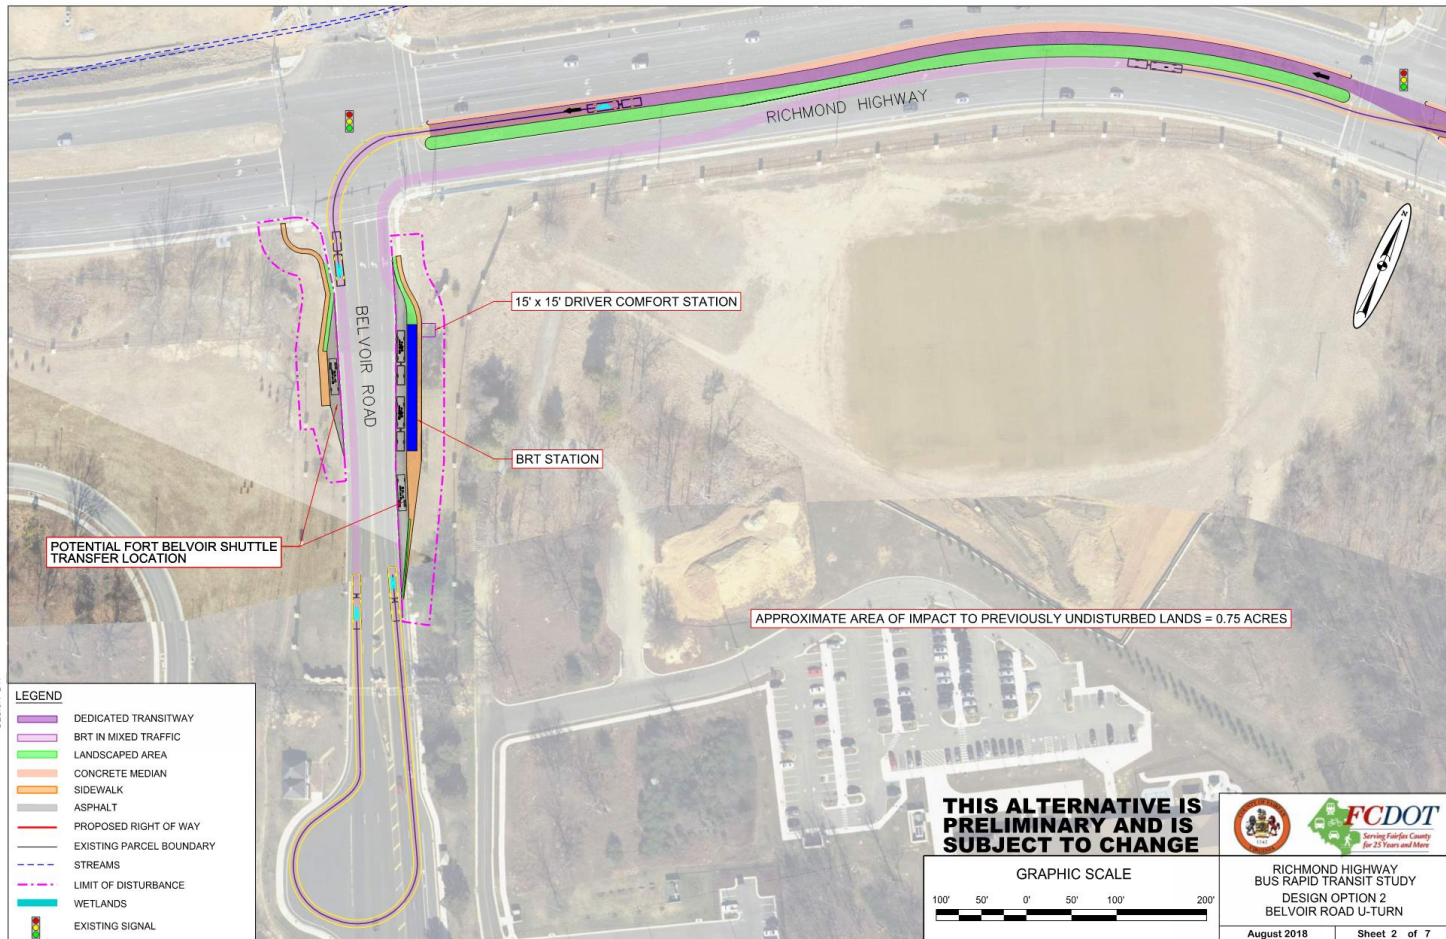 RICHMOND HIGHWAY
15' x 15' DRIVER COMFORT STATION
BELVOIR ROAD
BRT STATION
POTENTIAL FORT BELVOIR SHUTTLE
TRANSFER LOCATION
APPROXIMATE AREA OF IMPACT TO PREVIOUSLY UNDISTURBED LANDS = 0.75 ACRES
N
LEGEND
DEDICATED TRANSITWAY
BRT IN MIXED TRAFFIC
LANDSCAPED AREA
CONCRETE MEDIAN
SIDEWALK
ASPHALT
PROPOSED RIGHT OF WAY
EXISTING PARCEL BOUNDARY
STREAMS
LIMIT OF DISTURBANCE
WETLANDS
EXISTING SIGNAL
THIS ALTERNATIVE IS
PRELIMINARY AND IS
SUBJECT TO CHANGE
GRAPHIC SCALE
100' 50' 0' 50' 100' 200'
COUNTY OF FAIRFAX
1742
VIRGINIA
FCDOT
Serving Fairfax County
for 25 Years and More
RICHMOND HIGHWAY
BUS RAPID TRANSIT STUDY
DESIGN OPTION 2
BELVOIR ROAD U-TURN
August 2018
Sheet 2 of 7